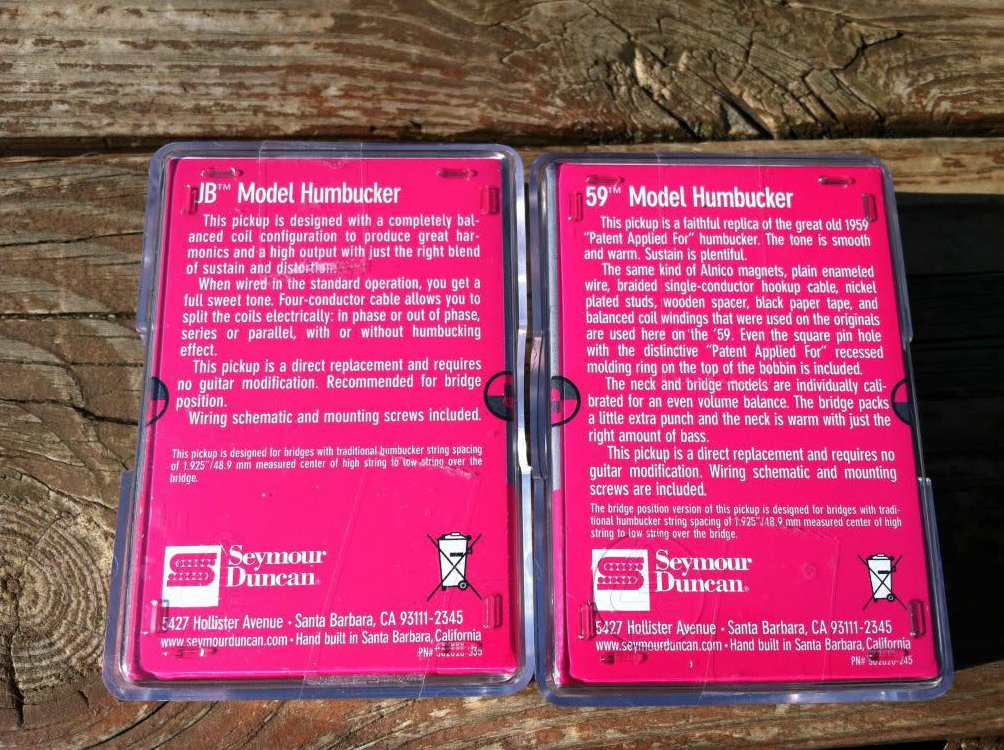 JB™ Model Humbucker
This pickup is designed with a completely bal-
anced coil configuration to produce great har-
monics and a high output with just the right blend
of sustain and distortion.
When wired in the standard operation, you get a
full sweet tone. Four-conductor cable allows you to
split the coils electrically: in phase or out of phase,
series or parallel, with or without humbucking
effect.
This pickup is a direct replacement and requires
no guitar modification. Recommended for bridge
position.
Wiring schematic and mounting screws included.
This pickup is designed for bridges with traditional humbucker string spacing
of 1.925"/48.9 mm measured center of high string to low string over the
bridge.
Seymour
Duncan®
5427 Hollister Avenue • Santa Barbara, CA 93111-2345
www.seymourduncan.com • Hand built in Santa Barbara, California
PN#
59™ Model Humbucker
This pickup is a faithful replica of the great old 1959
"Patent Applied For" humbucker. The tone is smooth
and warm. Sustain is plentiful.
The same kind of Alnico magnets, plain enameled
wire, braided single-conductor hookup cable, nickel
plated studs, wooden spacer, black paper tape, and
balanced coil windings that were used on the originals
are used here on the '59. Even the square pin hole
with the distinctive "Patent Applied For" recessed
molding ring on the top of the bobbin is included.
The neck and bridge models are individually cali-
brated for an even volume balance. The bridge packs
a little extra punch and the neck is warm with just the
right amount of bass.
This pickup is a direct replacement and requires no
guitar modification. Wiring schematic and mounting
screws are included.
The bridge position version of this pickup is designed for bridges with tradi-
tional humbucker string spacing of 1.925"/48.9 mm measured center of high
string to low string over the bridge.
Seymour
Duncan®
5427 Hollister Avenue • Santa Barbara, CA 93111-2345
www.seymourduncan.com • Hand built in Santa Barbara, California
PN#